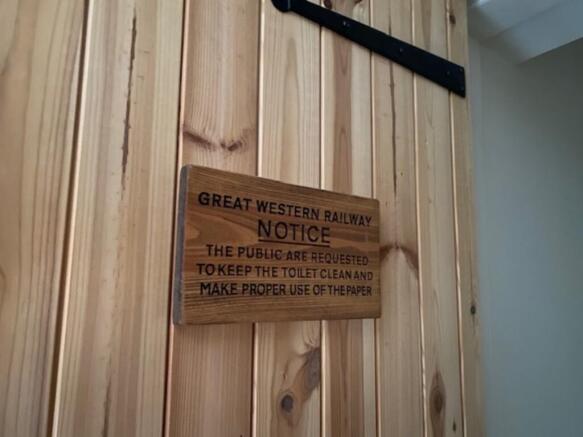 GREAT WESTERN RAILWAY
NOTICE
THE PUBLIC ARE REQUESTED
TO KEEP THE TOILET CLEAN AND
MAKE PROPER USE OF THE PAPER